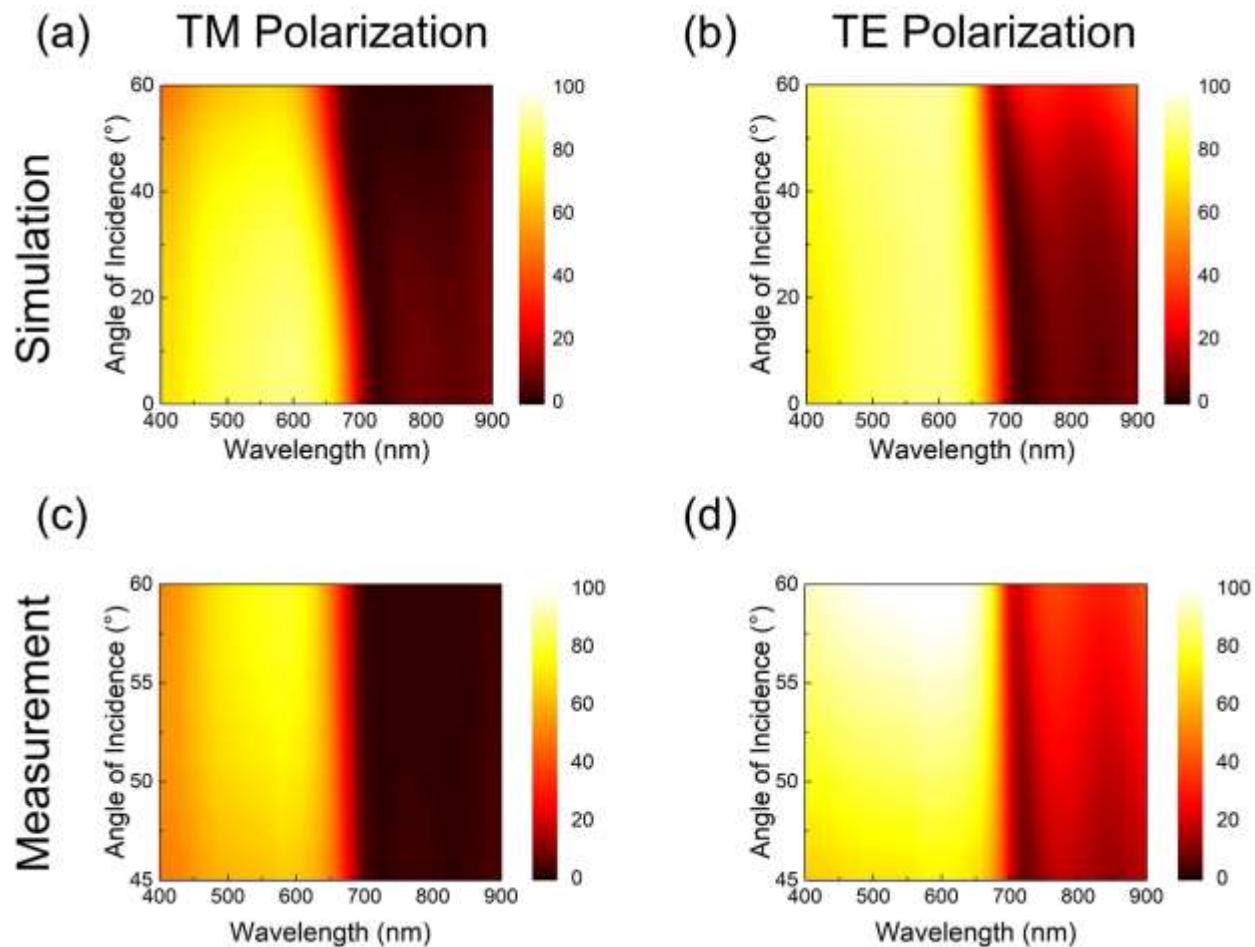 (a) TM Polarization
(b) TE Polarization
Simulation
Angle of Incidence (°)
60
40
20
0
400 500 600 700 800 900
Wavelength (nm)
100
80
60
40
20
0
Angle of Incidence (°)
60
40
20
0
400 500 600 700 800 900
Wavelength (nm)
100
80
60
40
20
0
Measurement
(c)
Angle of Incidence (°)
60
55
50
45
400 500 600 700 800 900
Wavelength (nm)
100
80
60
40
20
0
(d)
Angle of Incidence (°)
60
55
50
45
400 500 600 700 800 900
Wavelength (nm)
100
80
60
40
20
0